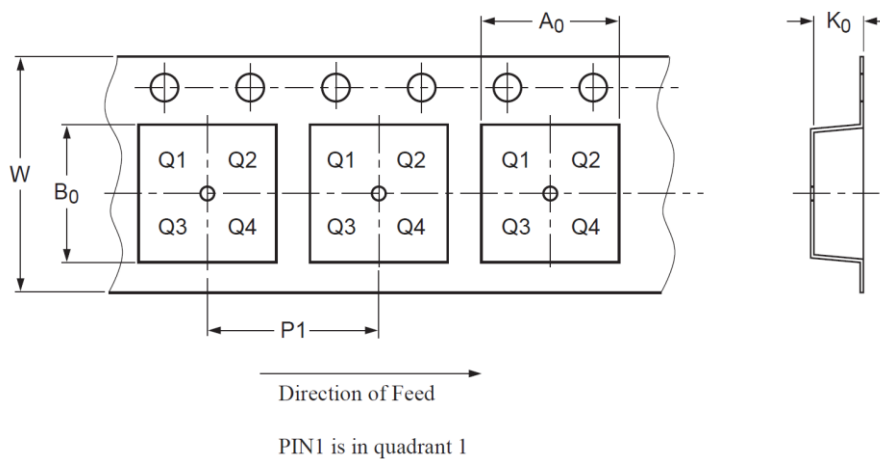 A0
K0
Q1 Q2 Q1 Q2 Q1 Q2
W
B0
Q3 Q4 Q3 Q4 Q3 Q4
P1
Direction of Feed
PIN1 is in quadrant 1